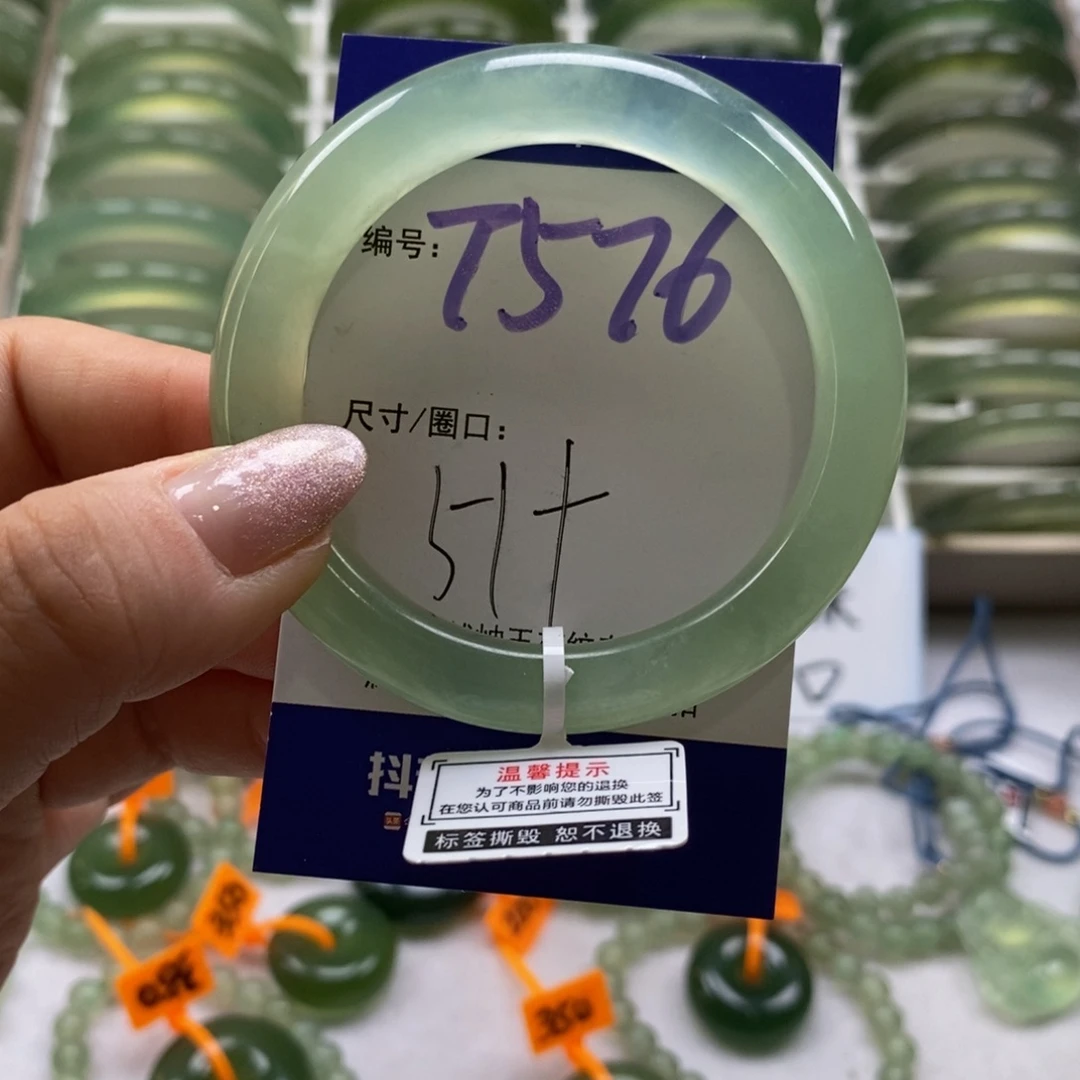 编号: T576
尺寸/圈口:
51+
抖
温馨提示
为了不影响您的退换
在您认可商品前请勿撕毁此签
标签撕毁 恕不退换
350